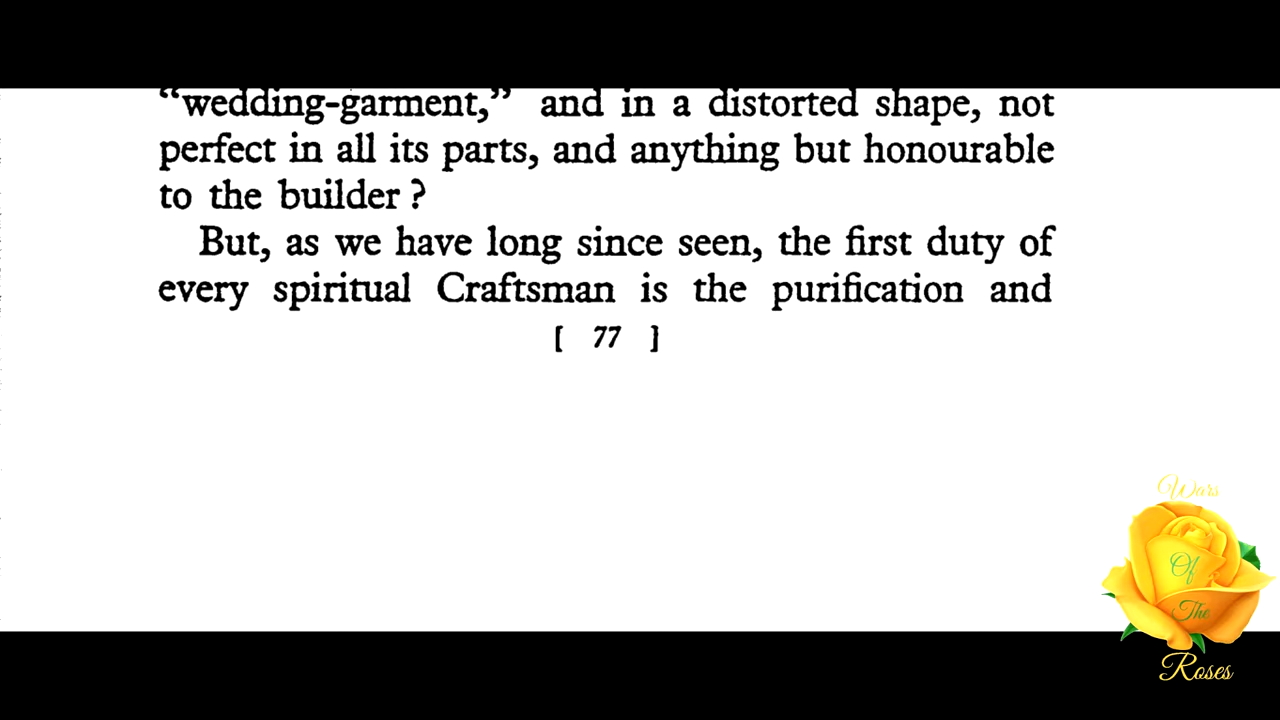 “wedding-garment,” and in a distorted shape, not
perfect in all its parts, and anything but honourable
to the builder ?
But, as we have long since seen, the first duty of
every spiritual Craftsman is the purification and
[ 77 ]
Wars
Of
The
Roses